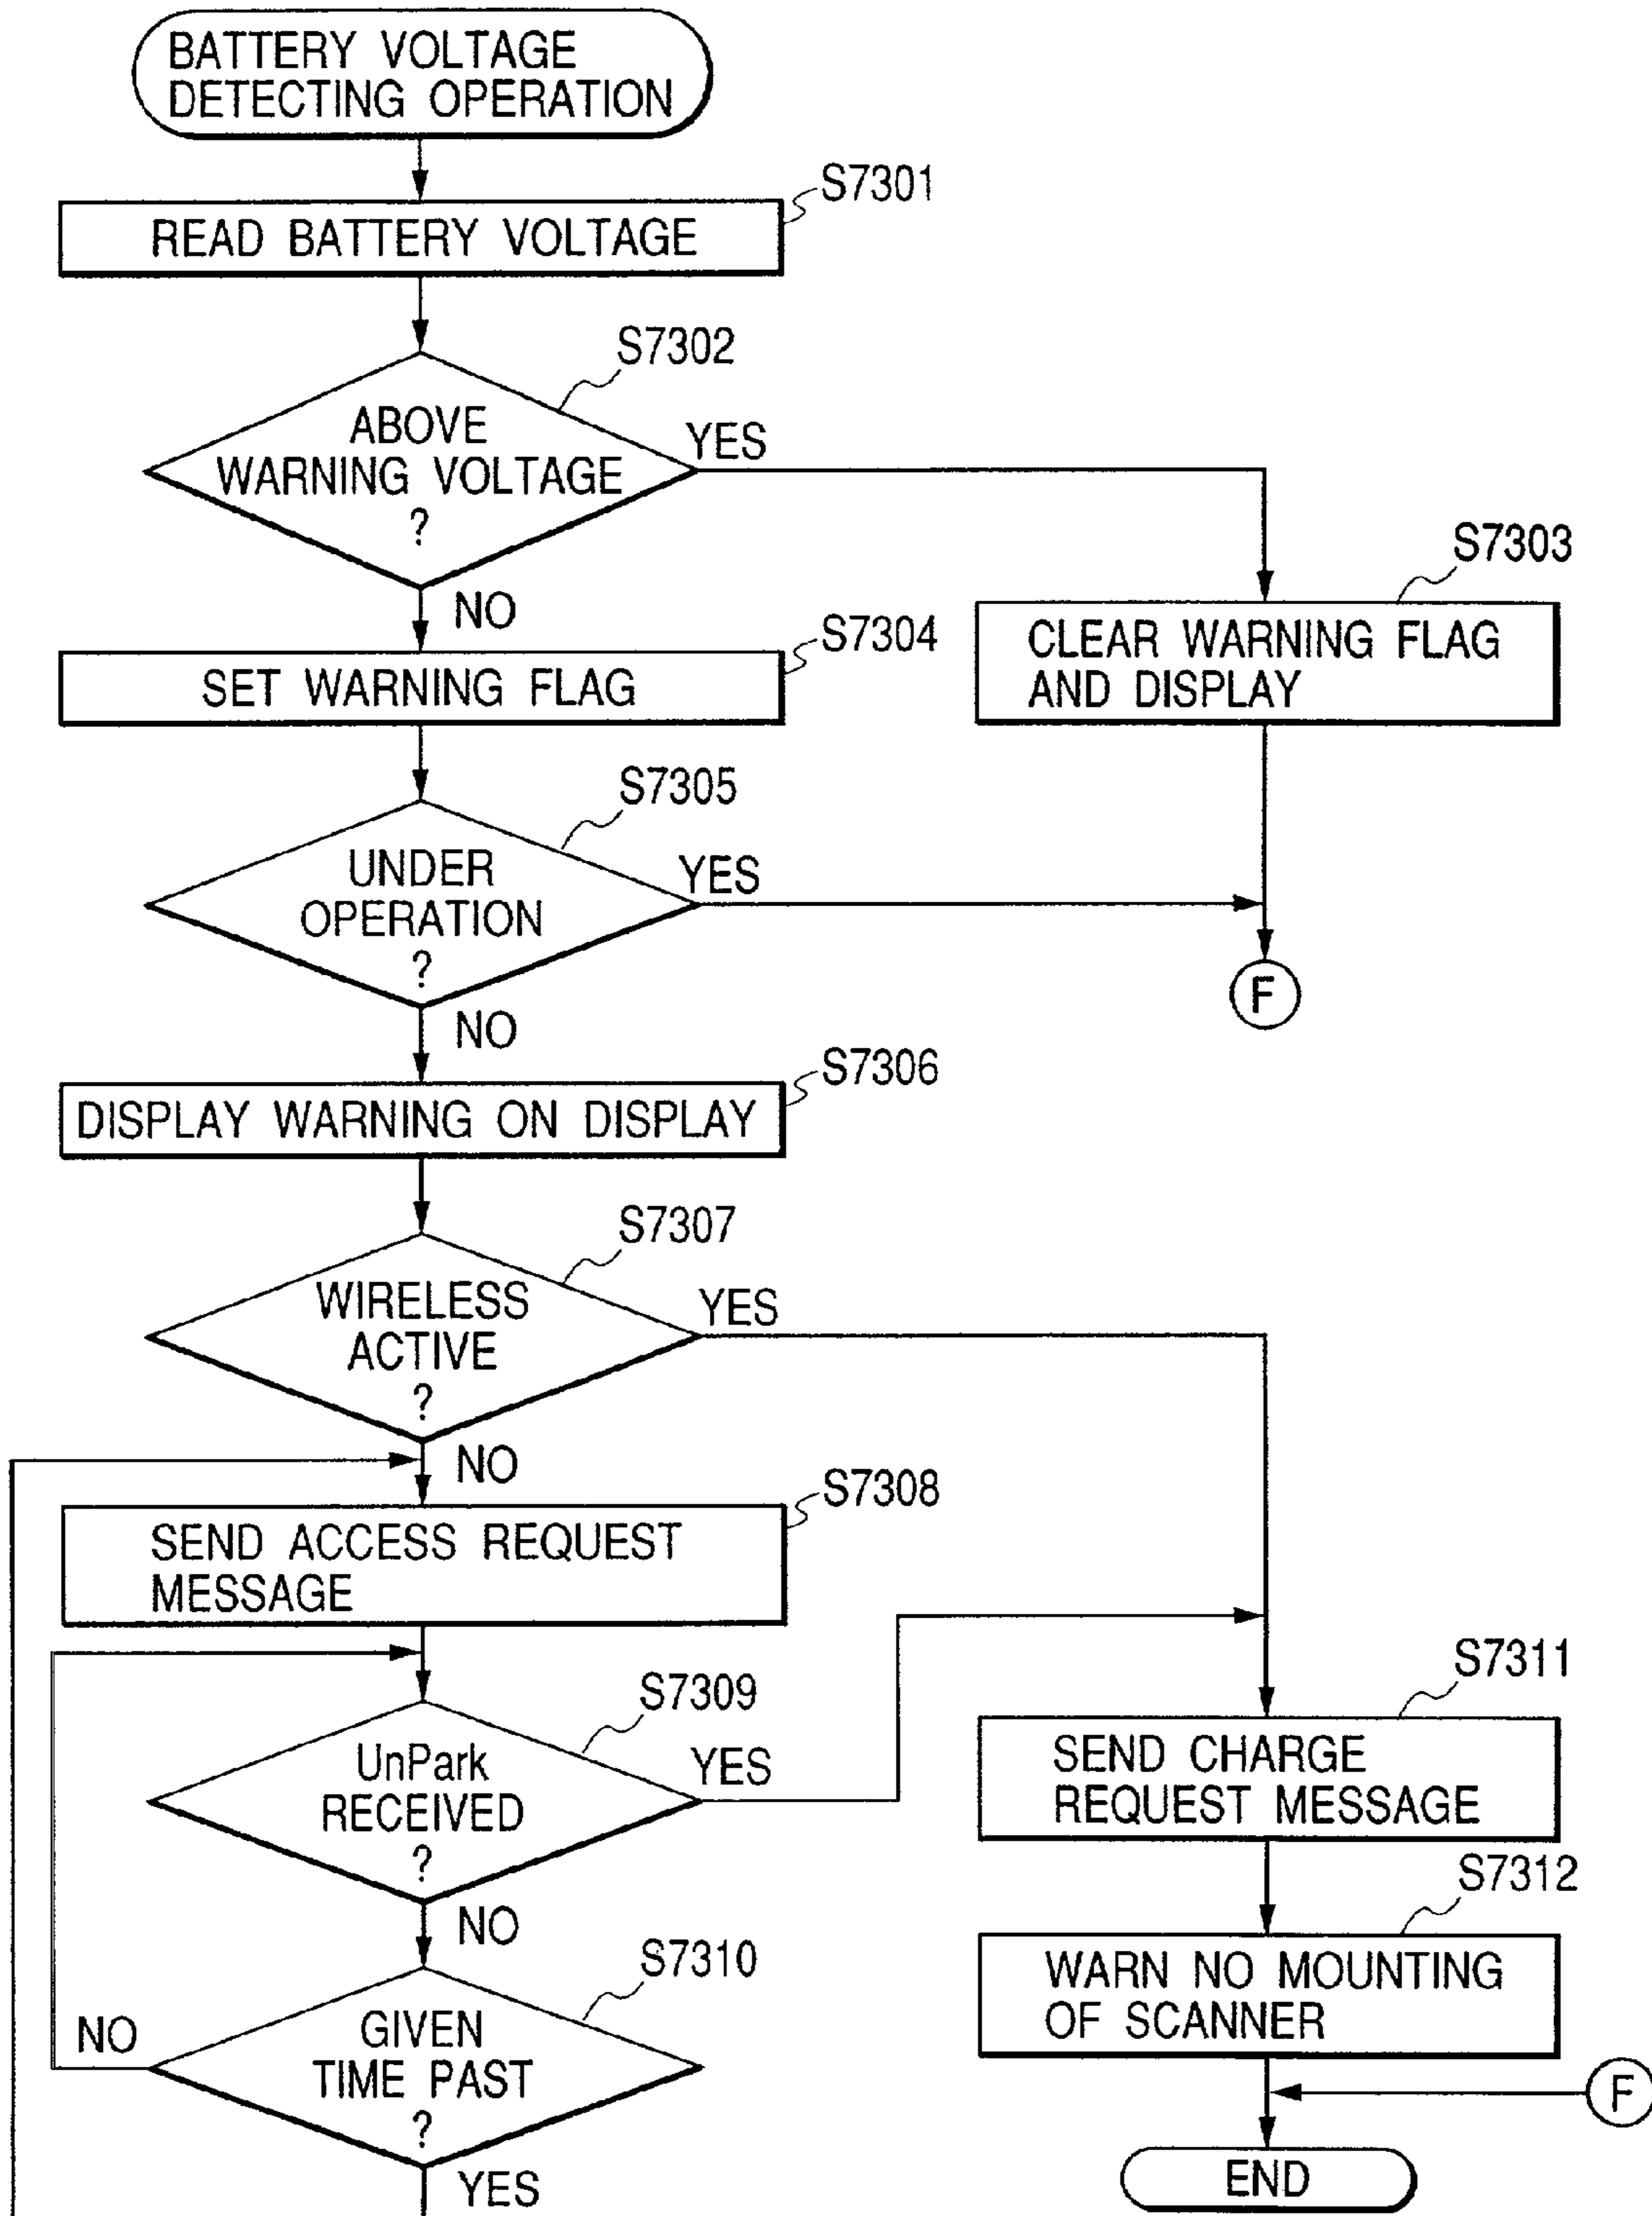 BATTERY VOLTAGE
DETECTING OPERATION
S7301
READ BATTERY VOLTAGE
S7302
ABOVE
WARNING VOLTAGE
?
YES
NO
S7303
CLEAR WARNING FLAG
AND DISPLAY
S7304
SET WARNING FLAG
S7305
UNDER
OPERATION
?
YES
F
NO
S7306
DISPLAY WARNING ON DISPLAY
S7307
WIRELESS
ACTIVE
?
YES
NO
S7308
SEND ACCESS REQUEST
MESSAGE
S7309
UnPark
RECEIVED
?
YES
NO
S7311
SEND CHARGE
REQUEST MESSAGE
S7310
GIVEN
TIME PAST
?
NO
YES
S7312
WARN NO MOUNTING
OF SCANNER
F
END